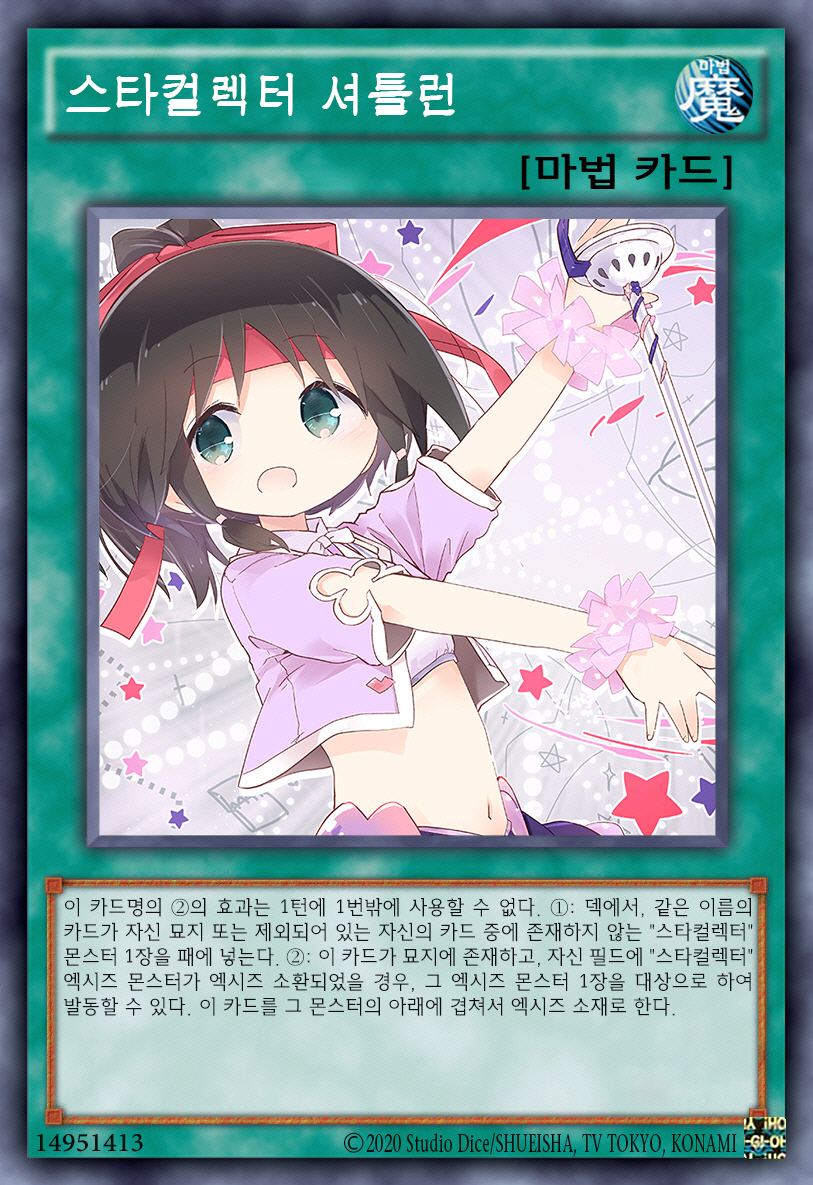 스타컬렉터 셔틀런
마법
魔
[마법 카드]
이 카드명의 ②의 효과는 1턴에 1번밖에 사용할 수 없다. ①: 덱에서, 같은 이름의
카드가 자신 묘지 또는 제외되어 있는 자신의 카드 중에 존재하지 않는 "스타컬렉터"
몬스터 1장을 패에 넣는다. ②: 이 카드가 묘지에 존재하고, 자신 필드에 "스타컬렉터"
엑시즈 몬스터가 엑시즈 소환되었을 경우, 그 엑시즈 몬스터 1장을 대상으로 하여
발동할 수 있다. 이 카드를 그 몬스터의 아래에 겹쳐서 엑시즈 소재로 한다.
14951413
©2020 Studio Dice/SHUEISHA, TV TOKYO, KONAMI